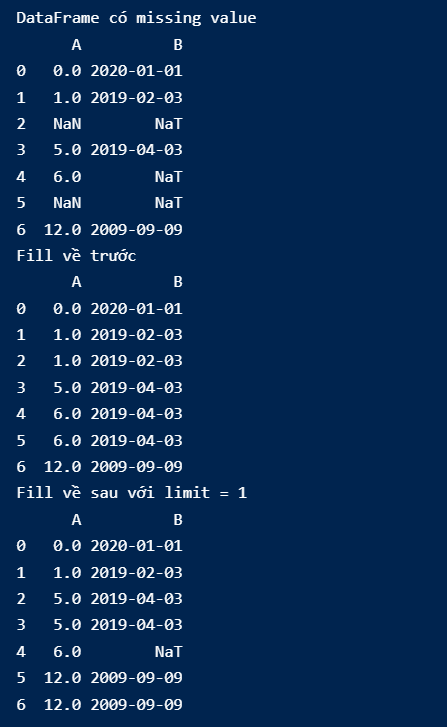 DataFrame có missing value
A B
0 0.0 2020-01-01
1 1.0 2019-02-03
2 NaN NaT
3 5.0 2019-04-03
4 6.0 NaT
5 NaN NaT
6 12.0 2009-09-09
Fill về trước
A B
0 0.0 2020-01-01
1 1.0 2019-02-03
2 1.0 2019-02-03
3 5.0 2019-04-03
4 6.0 2019-04-03
5 6.0 2019-04-03
6 12.0 2009-09-09
Fill về sau với limit = 1
A B
0 0.0 2020-01-01
1 1.0 2019-02-03
2 5.0 2019-04-03
3 5.0 2019-04-03
4 6.0 NaT
5 12.0 2009-09-09
6 12.0 2009-09-09